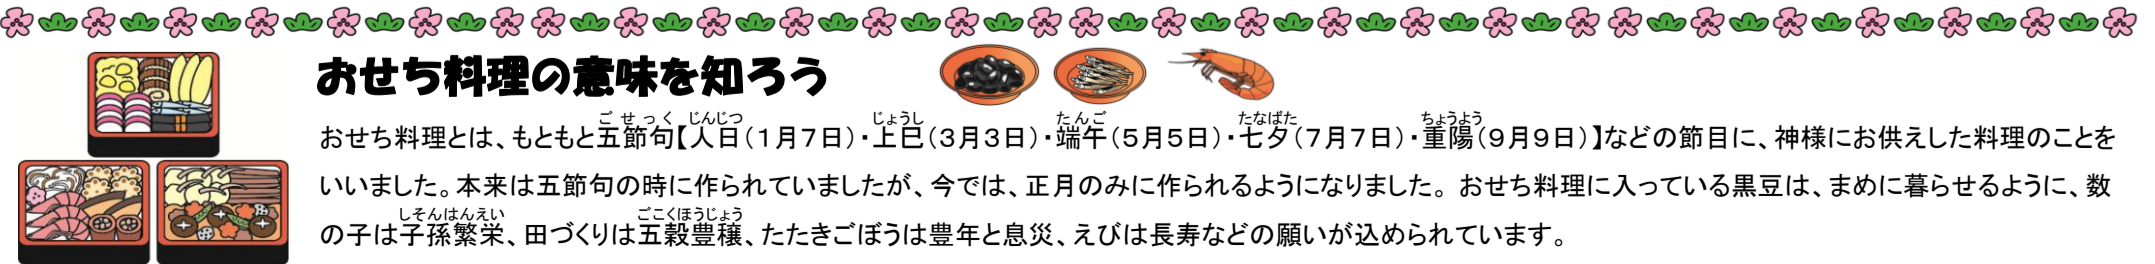 おせち料理の意味を知ろう
ごせっく じんじつ じょうし たんご たなばた ちょうよう
おせち料理とは、もともと五節句【人日（１月７日）・上巳（３月３日）・端午（５月５日）・七夕（７月７日）・重陽（９月９日）】などの節目に、神様にお供えした料理のことを
いいました。本来は五節句の時に作られていましたが、今では、正月のみに作られるようになりました。おせち料理に入っている黒豆は、まめに暮らせるように、数
しそんはんえい ごこくほうじょう
の子は子孫繁栄、田づくりは五穀豊穣、たたきごぼうは豊年と息災、えびは長寿などの願いが込められています。